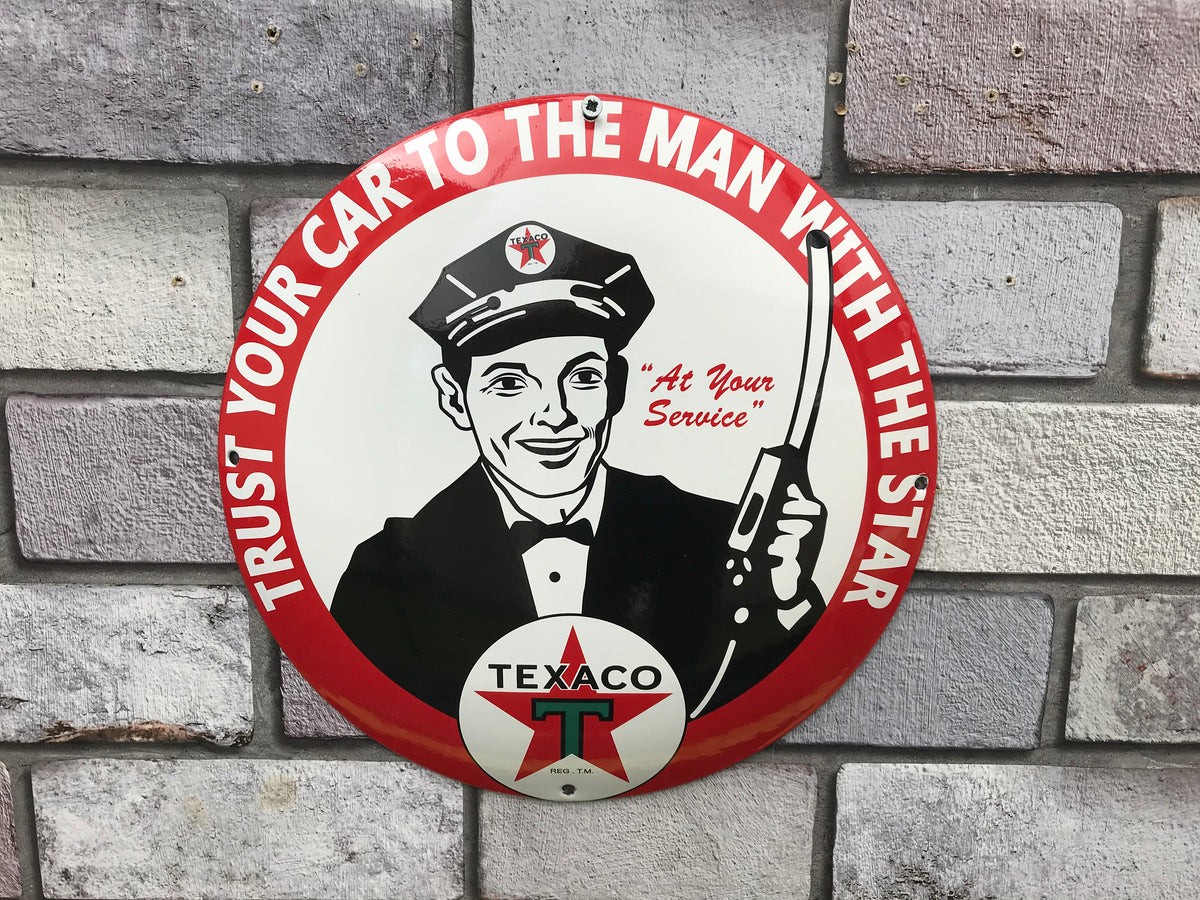 TRUST YOUR CAR TO THE MAN WITH THE STAR
TEXACO
T
“At Your
Service”
TEXACO
T
REG . T.M.